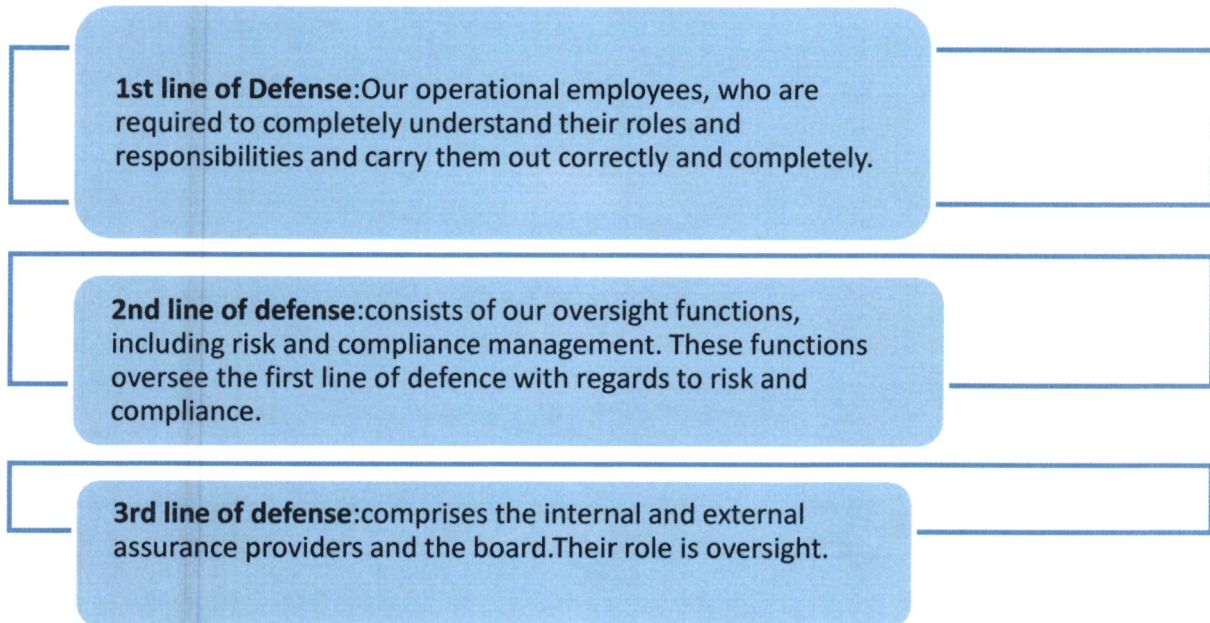 1st line of Defense:Our operational employees, who are
required to completely understand their roles and
responsibilities and carry them out correctly and completely.
2nd line of defense:consists of our oversight functions,
including risk and compliance management. These functions
oversee the first line of defence with regards to risk and
compliance.
3rd line of defense:comprises the internal and external
assurance providers and the board.Their role is oversight.